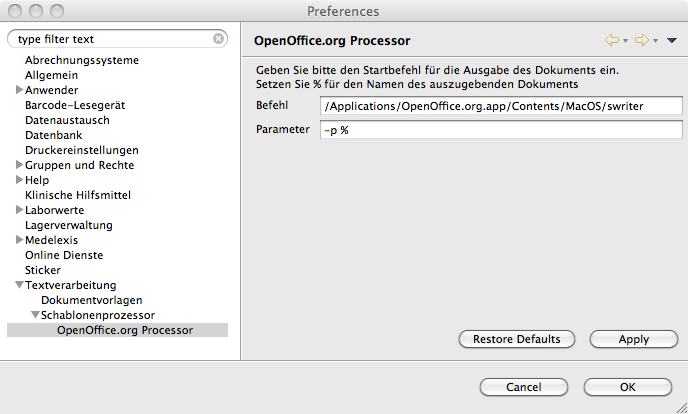 Preferences
type filter text
Abrechnungssysteme
Allgemein
Anwender
Barcode-Lesegerät
Datenaustausch
Datenbank
Druckereinstellungen
Gruppen und Rechte
Help
Klinische Hilfsmittel
Laborwerte
Lagerverwaltung
Medelexis
Online Dienste
Sticker
Textverarbeitung
Dokumentvorlagen
Schablonenprozessor
OpenOffice.org Processor
OpenOffice.org Processor
Geben Sie bitte den Startbefehl für die Ausgabe des Dokuments ein.
Setzen Sie % für den Namen des auszugebenden Dokuments
Befehl /Applications/OpenOffice.org.app/Contents/MacOS/swriter
Parameter -p %
Restore Defaults Apply
Cancel OK